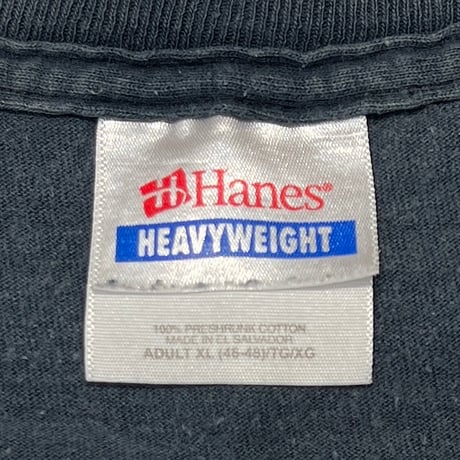 Hanes®
HEAVYWEIGHT
100% PRESHRUNK COTTON
MADE IN EL SALVADOR
ADULT XL (46-48)/TG/XG